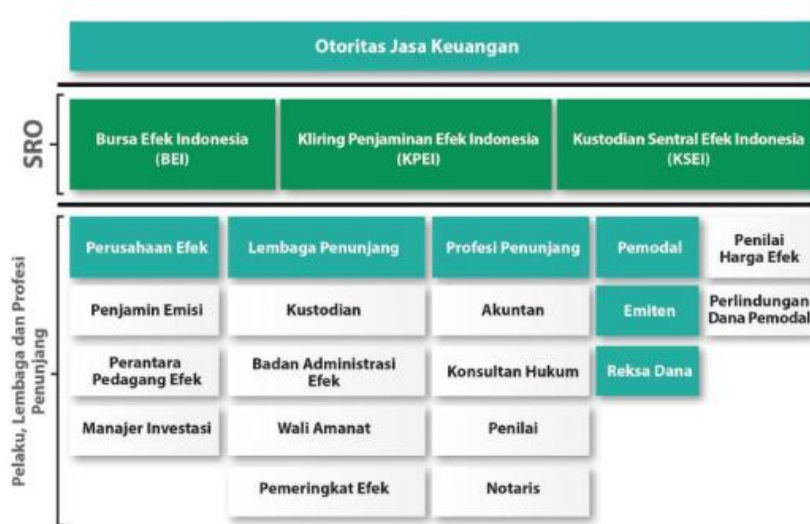 Otoritas Jasa Keuangan
SRO
Bursa Efek Indonesia
(BEI)
Kliring Penjaminan Efek Indonesia
(KPEI)
Kustodian Sentral Efek Indonesia
(KSEI)
Pelaku, Lembaga dan Profesi
Penunjang
Perusahaan Efek
Lembaga Penunjang
Profesi Penunjang
Pemodal
Penilai
Harga Efek
Penjamin Emisi
Kustodian
Akuntan
Emiten
Perlindungan
Dana Pemodal
Perantara
Pedagang Efek
Badan Administrasi
Efek
Konsultan Hukum
Reksa Dana
Manajer Investasi
Wali Amanat
Penilai
Pemeringkat Efek
Notaris